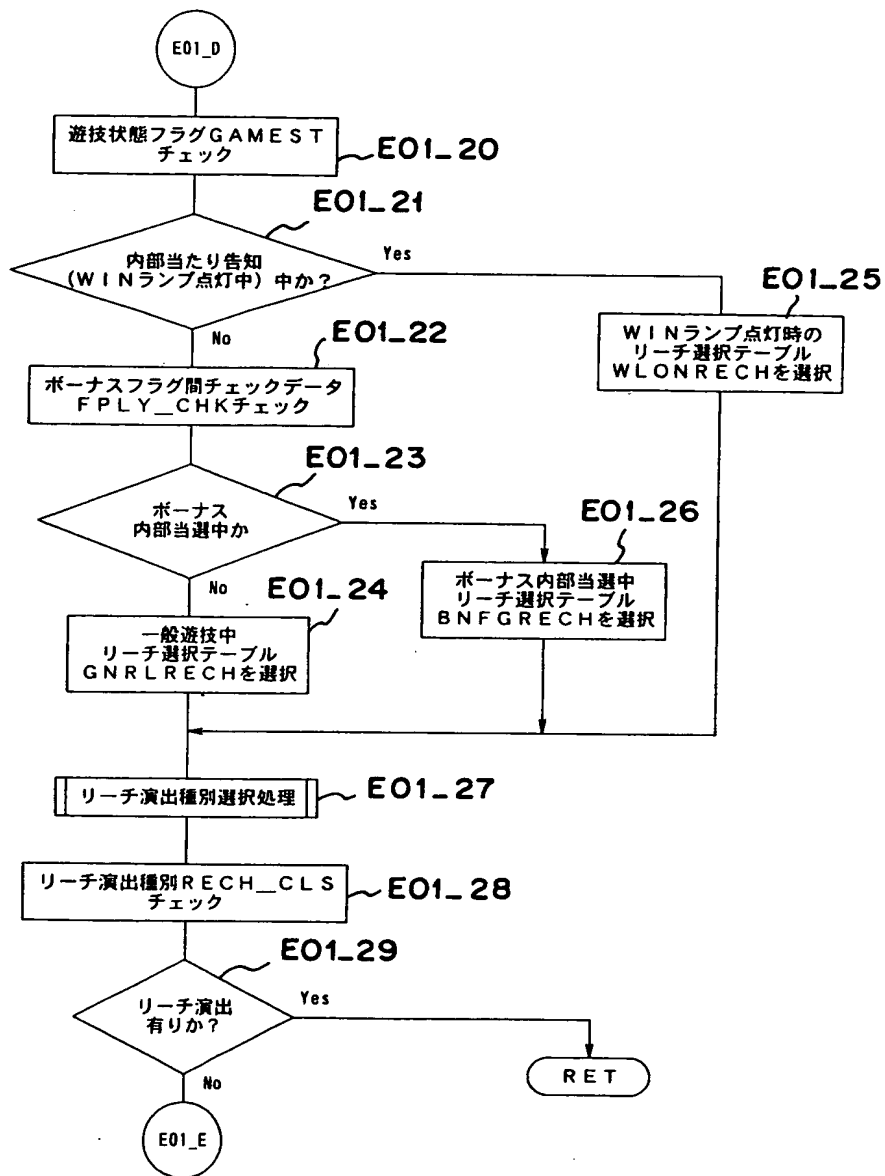 E01_D
遊技状態フラグGAMEST
チェック
E01_20
E01_21
内部当たり告知
(WINランプ点灯中)中か?
Yes
No
E01_25
WINランプ点灯時の
リーチ選択テーブル
WLONRECHを選択
E01_22
ボーナスフラグ間チェックデータ
FPLY_CHKチェック
E01_23
ボーナス
内部当選中か
Yes
No
E01_26
ボーナス内部当選中
リーチ選択テーブル
BNFGRECHを選択
E01_24
一般遊技中
リーチ選択テーブル
GNRLRECHを選択
リーチ演出種別選択処理
E01_27
リーチ演出種別RECH_CLS
チェック
E01_28
E01_29
リーチ演出
有りか?
Yes
No
RET
E01_E